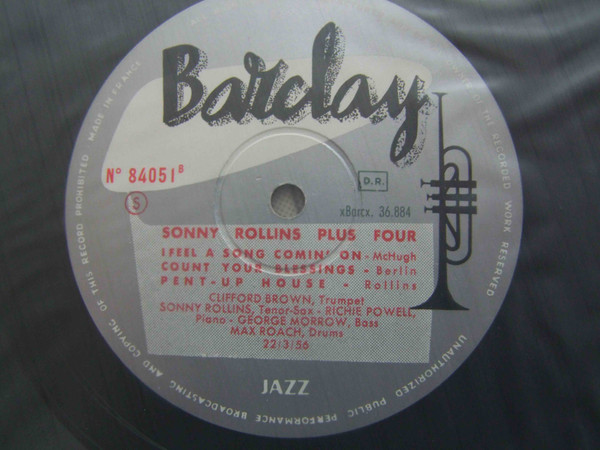 Barclay
N° 84051 B
S
D.R.
xBarcx. 36.884
SONNY ROLLINS PLUS FOUR
I FEEL A SONG COMIN' ON - McHugh
COUNT YOUR BLESSINGS - Berlin
PENT-UP HOUSE - Rollins
CLIFFORD BROWN, Trumpet
SONNY ROLLINS, Tenor-Sax - RICHIE POWELL,
Piano - GEORGE MORROW, Bass
MAX ROACH, Drums
22/3/56
JAZZ
UNAUTHORIZED PUBLIC PERFORMANCE BROADCASTING AND COPYING OF THIS RECORD PROHIBITED MADE IN FRANCE
OF THE RECORDED WORK RESERVED